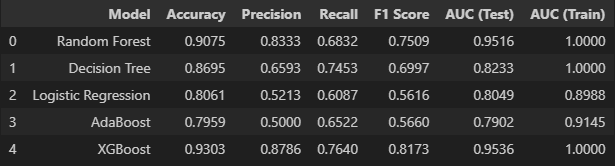 Model Accuracy Precision Recall F1 Score AUC (Test) AUC (Train)
0 Random Forest 0.9075 0.8333 0.6832 0.7509 0.9516 1.0000
1 Decision Tree 0.8695 0.6593 0.7453 0.6997 0.8233 1.0000
2 Logistic Regression 0.8061 0.5213 0.6087 0.5616 0.8049 0.8988
3 AdaBoost 0.7959 0.5000 0.6522 0.5660 0.7902 0.9145
4 XGBoost 0.9303 0.8786 0.7640 0.8173 0.9536 1.0000